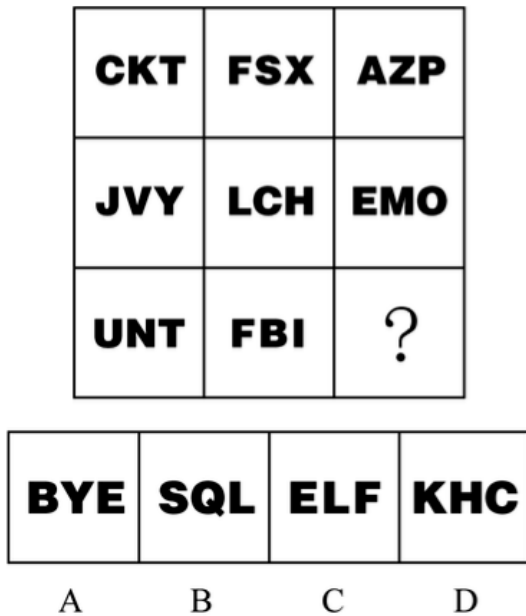 CKT FSX AZP
JVY LCH EMO
UNT FBI ?
BYE SQL ELF KHC
A B C D